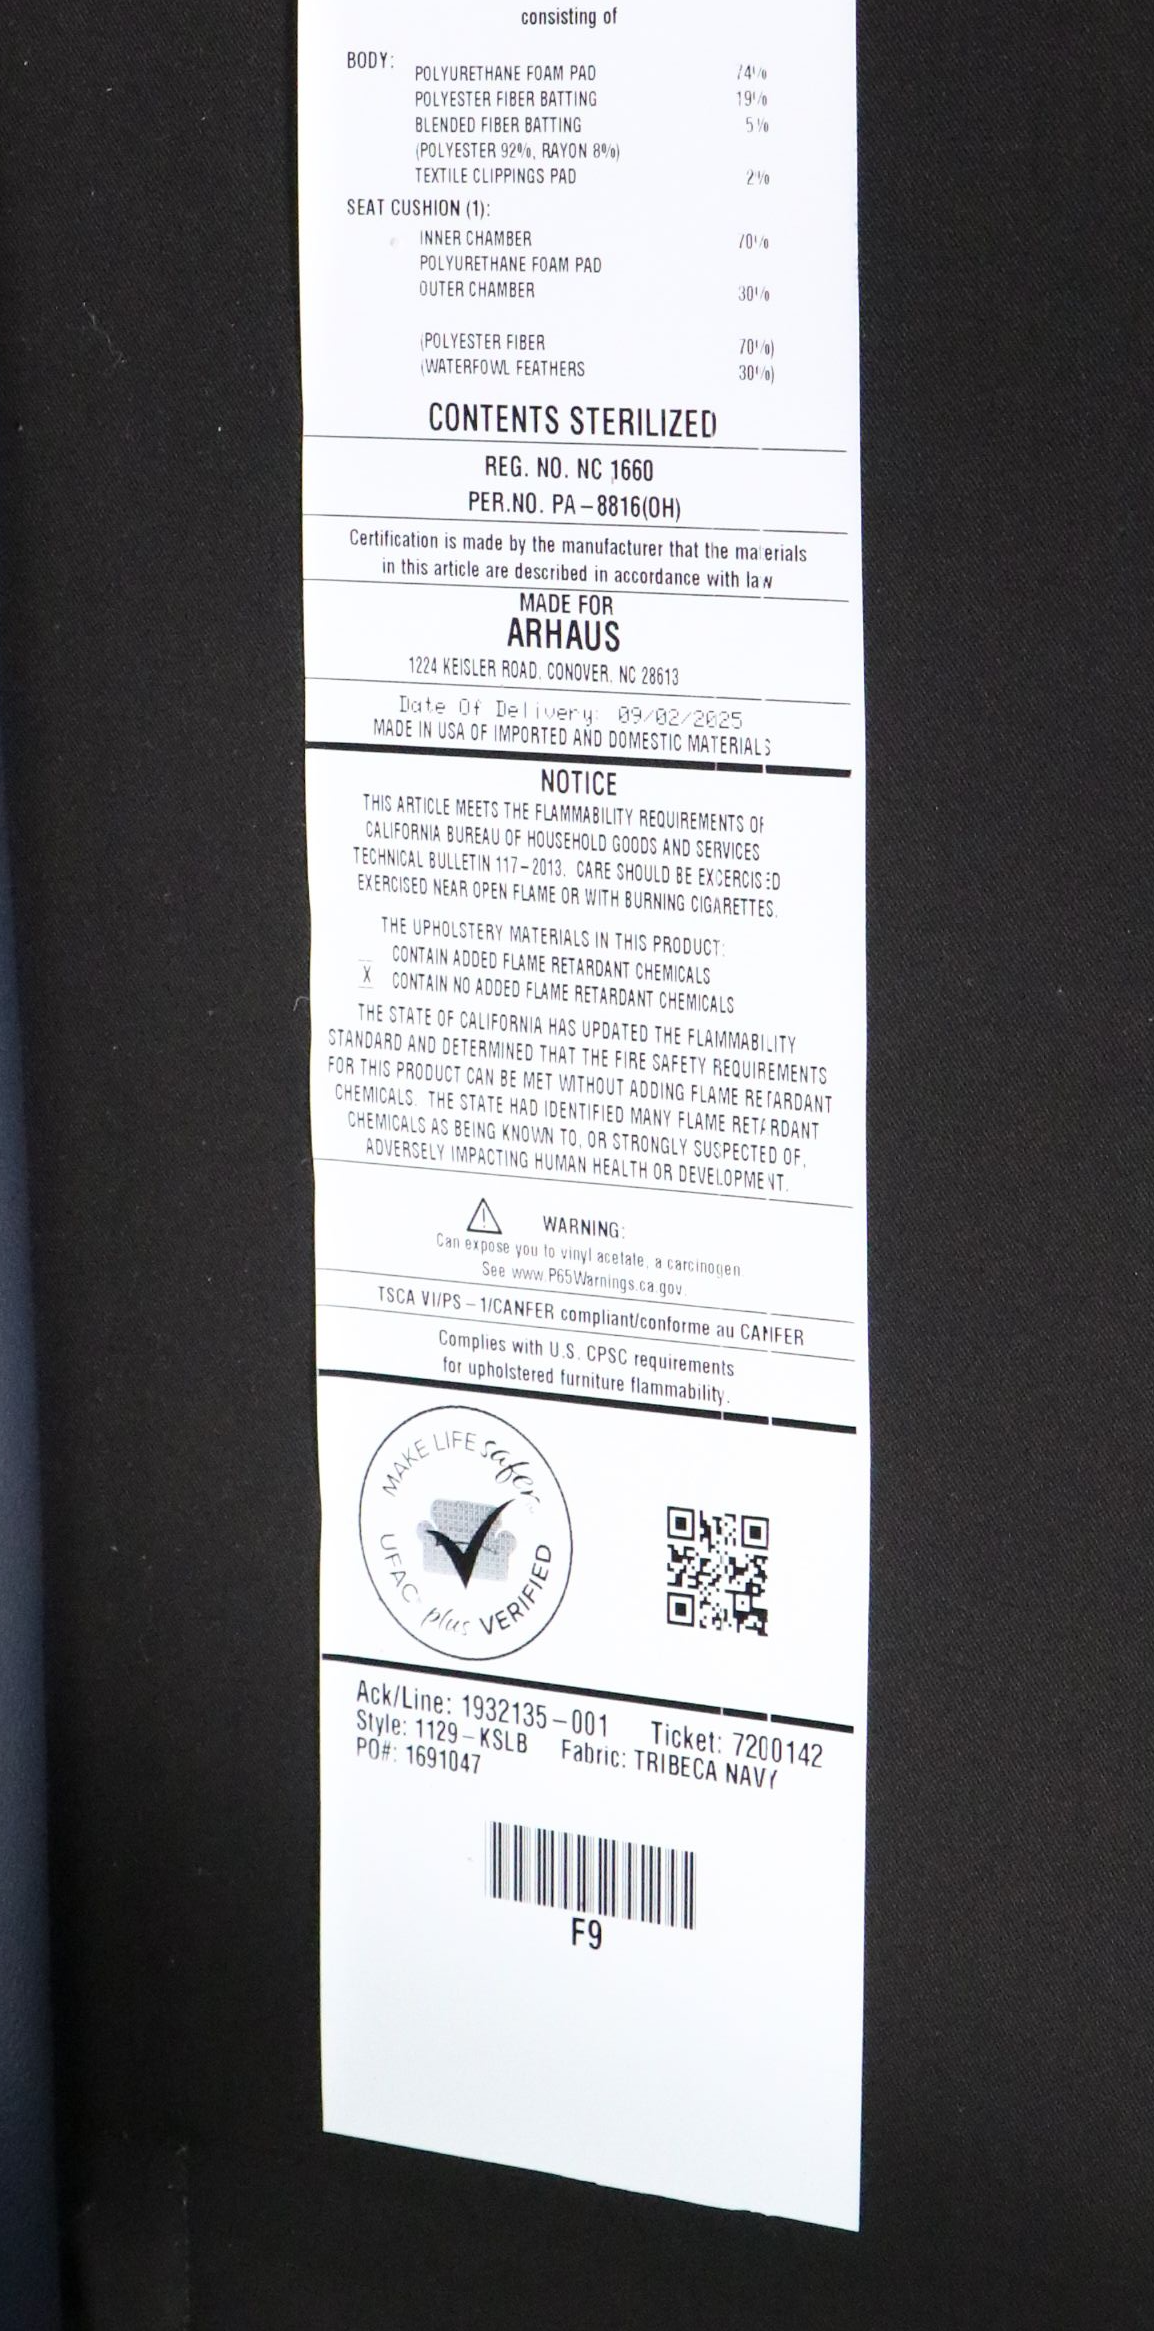 consisting of
BODY:
POLYURETHANE FOAM PAD 74%
POLYESTER FIBER BATTING 19%
BLENDED FIBER BATTING 5%
(POLYESTER 92%, RAYON 8%)
TEXTILE CLIPPINGS PAD 2%
SEAT CUSHION (1):
INNER CHAMBER 70%
POLYURETHANE FOAM PAD
OUTER CHAMBER 30%
(POLYESTER FIBER 70%)
(WATERFOWL FEATHERS 30%)
CONTENTS STERILIZED
REG. NO. NC 1660
PER.NO. PA-8816(OH)
Certification is made by the manufacturer that the materials
in this article are described in accordance with law
MADE FOR
ARHAUS
1224 KEISLER ROAD, CONOVER, NC 28613
Date Of Delivery: 09/02/2025
MADE IN USA OF IMPORTED AND DOMESTIC MATERIALS
NOTICE
THIS ARTICLE MEETS THE FLAMMABILITY REQUIREMENTS OF
CALIFORNIA BUREAU OF HOUSEHOLD GOODS AND SERVICES
TECHNICAL BULLETIN 117-2013. CARE SHOULD BE EXCERCISED
EXERCISED NEAR OPEN FLAME OR WITH BURNING CIGARETTES.
THE UPHOLSTERY MATERIALS IN THIS PRODUCT:
CONTAIN ADDED FLAME RETARDANT CHEMICALS
X CONTAIN NO ADDED FLAME RETARDANT CHEMICALS
THE STATE OF CALIFORNIA HAS UPDATED THE FLAMMABILITY
STANDARD AND DETERMINED THAT THE FIRE SAFETY REQUIREMENTS
FOR THIS PRODUCT CAN BE MET WITHOUT ADDING FLAME RETARDANT
CHEMICALS. THE STATE HAD IDENTIFIED MANY FLAME RETARDANT
CHEMICALS AS BEING KNOWN TO, OR STRONGLY SUSPECTED OF,
ADVERSELY IMPACTING HUMAN HEALTH OR DEVELOPMENT.
WARNING:
Can expose you to vinyl acetate, a carcinogen.
See www.P65Warnings.ca.gov.
TSCA VI/PS-1/CANFER compliant/conforme au CANFER
Complies with U.S. CPSC requirements
for upholstered furniture flammability.
MAKE LIFE safer
UFAC plus VERIFIED
Ack/Line: 1932135-001 Ticket: 7200142
Style: 1129-KSLB Fabric: TRIBECA NAVY
PO#: 1691047
F9